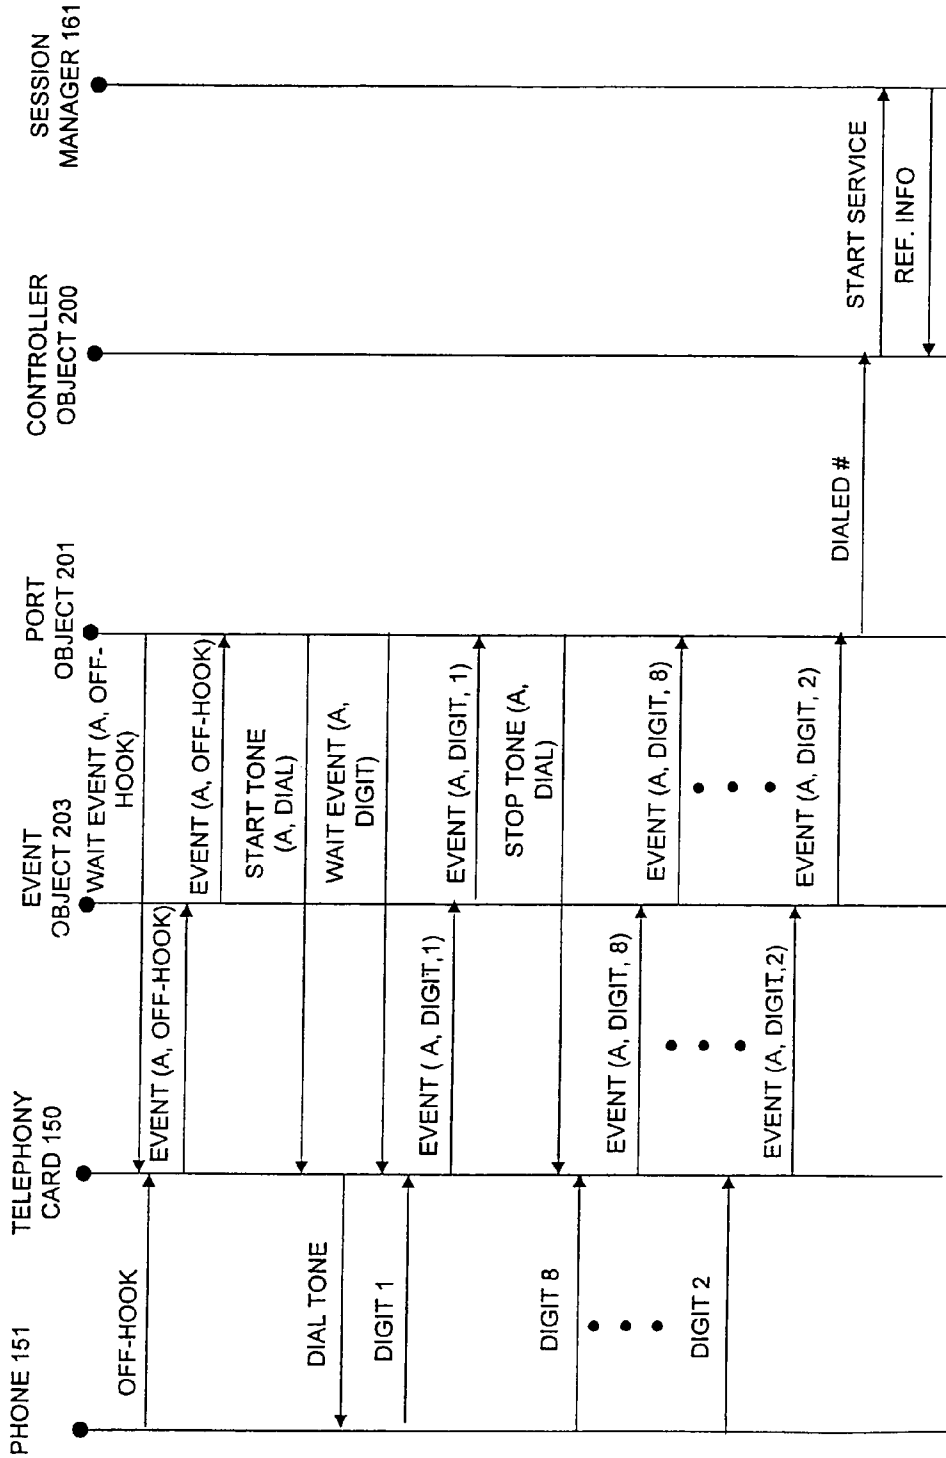 PHONE 151
TELEPHONY
CARD 150
EVENT
OBJECT 203
PORT
OBJECT 201
CONTROLLER
OBJECT 200
SESSION
MANAGER 161
WAIT EVENT (A, OFF-
HOOK)
OFF-HOOK
EVENT (A, OFF-HOOK)
EVENT (A, OFF-HOOK)
START TONE
(A, DIAL)
DIAL TONE
WAIT EVENT (A,
DIGIT)
DIGIT 1
EVENT ( A, DIGIT,1)
EVENT (A, DIGIT, 1)
STOP TONE (A,
DIAL)
DIGIT 8
EVENT (A, DIGIT, 8)
EVENT (A, DIGIT, 8)
DIGIT 2
EVENT (A, DIGIT,2)
EVENT (A, DIGIT, 2)
DIALED #
START SERVICE
REF. INFO